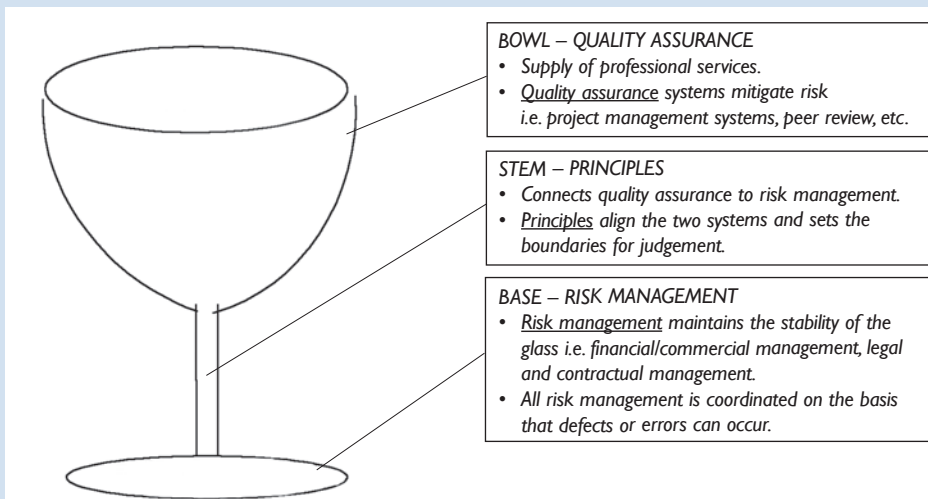 BOWL – QUALITY ASSURANCE
• Supply of professional services.
• Quality assurance systems mitigate risk
i.e. project management systems, peer review, etc.
STEM – PRINCIPLES
• Connects quality assurance to risk management.
• Principles align the two systems and sets the
boundaries for judgement.
BASE – RISK MANAGEMENT
• Risk management maintains the stability of the
glass i.e. financial/commercial management, legal
and contractual management.
• All risk management is coordinated on the basis
that defects or errors can occur.